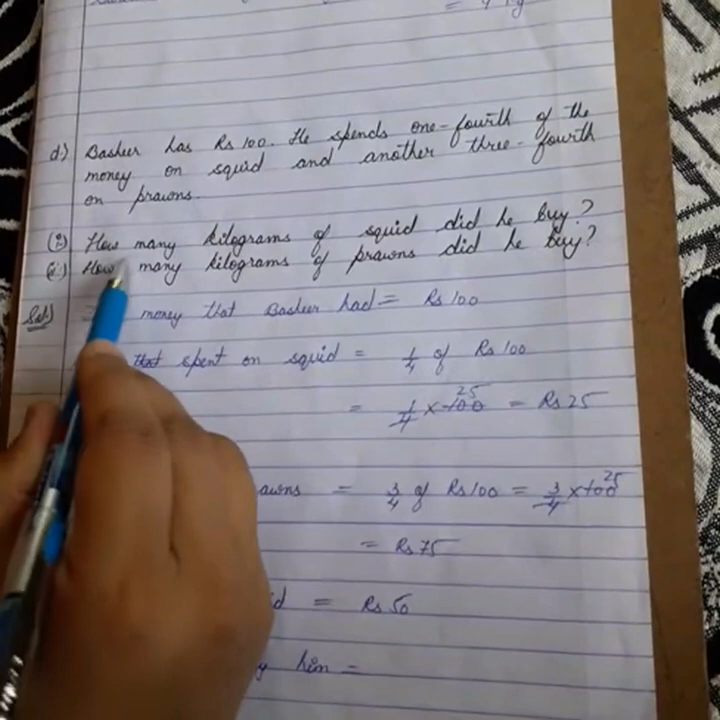 d) Basheer has Rs 100. He spends one-fourth of the
money on squid and another three-fourth
on prawns.
(i) How many kilograms of squid did he buy?
(ii) How many kilograms of prawns did he buy?
Sol) money that Basheer had = Rs 100
that spent on squid = 1/4 of Rs 100
= 1/4 × 100 25 = Rs 25
awns = 3/4 of Rs 100 = 3/4 × 100 25
= Rs 75
id = Rs 50
y him =